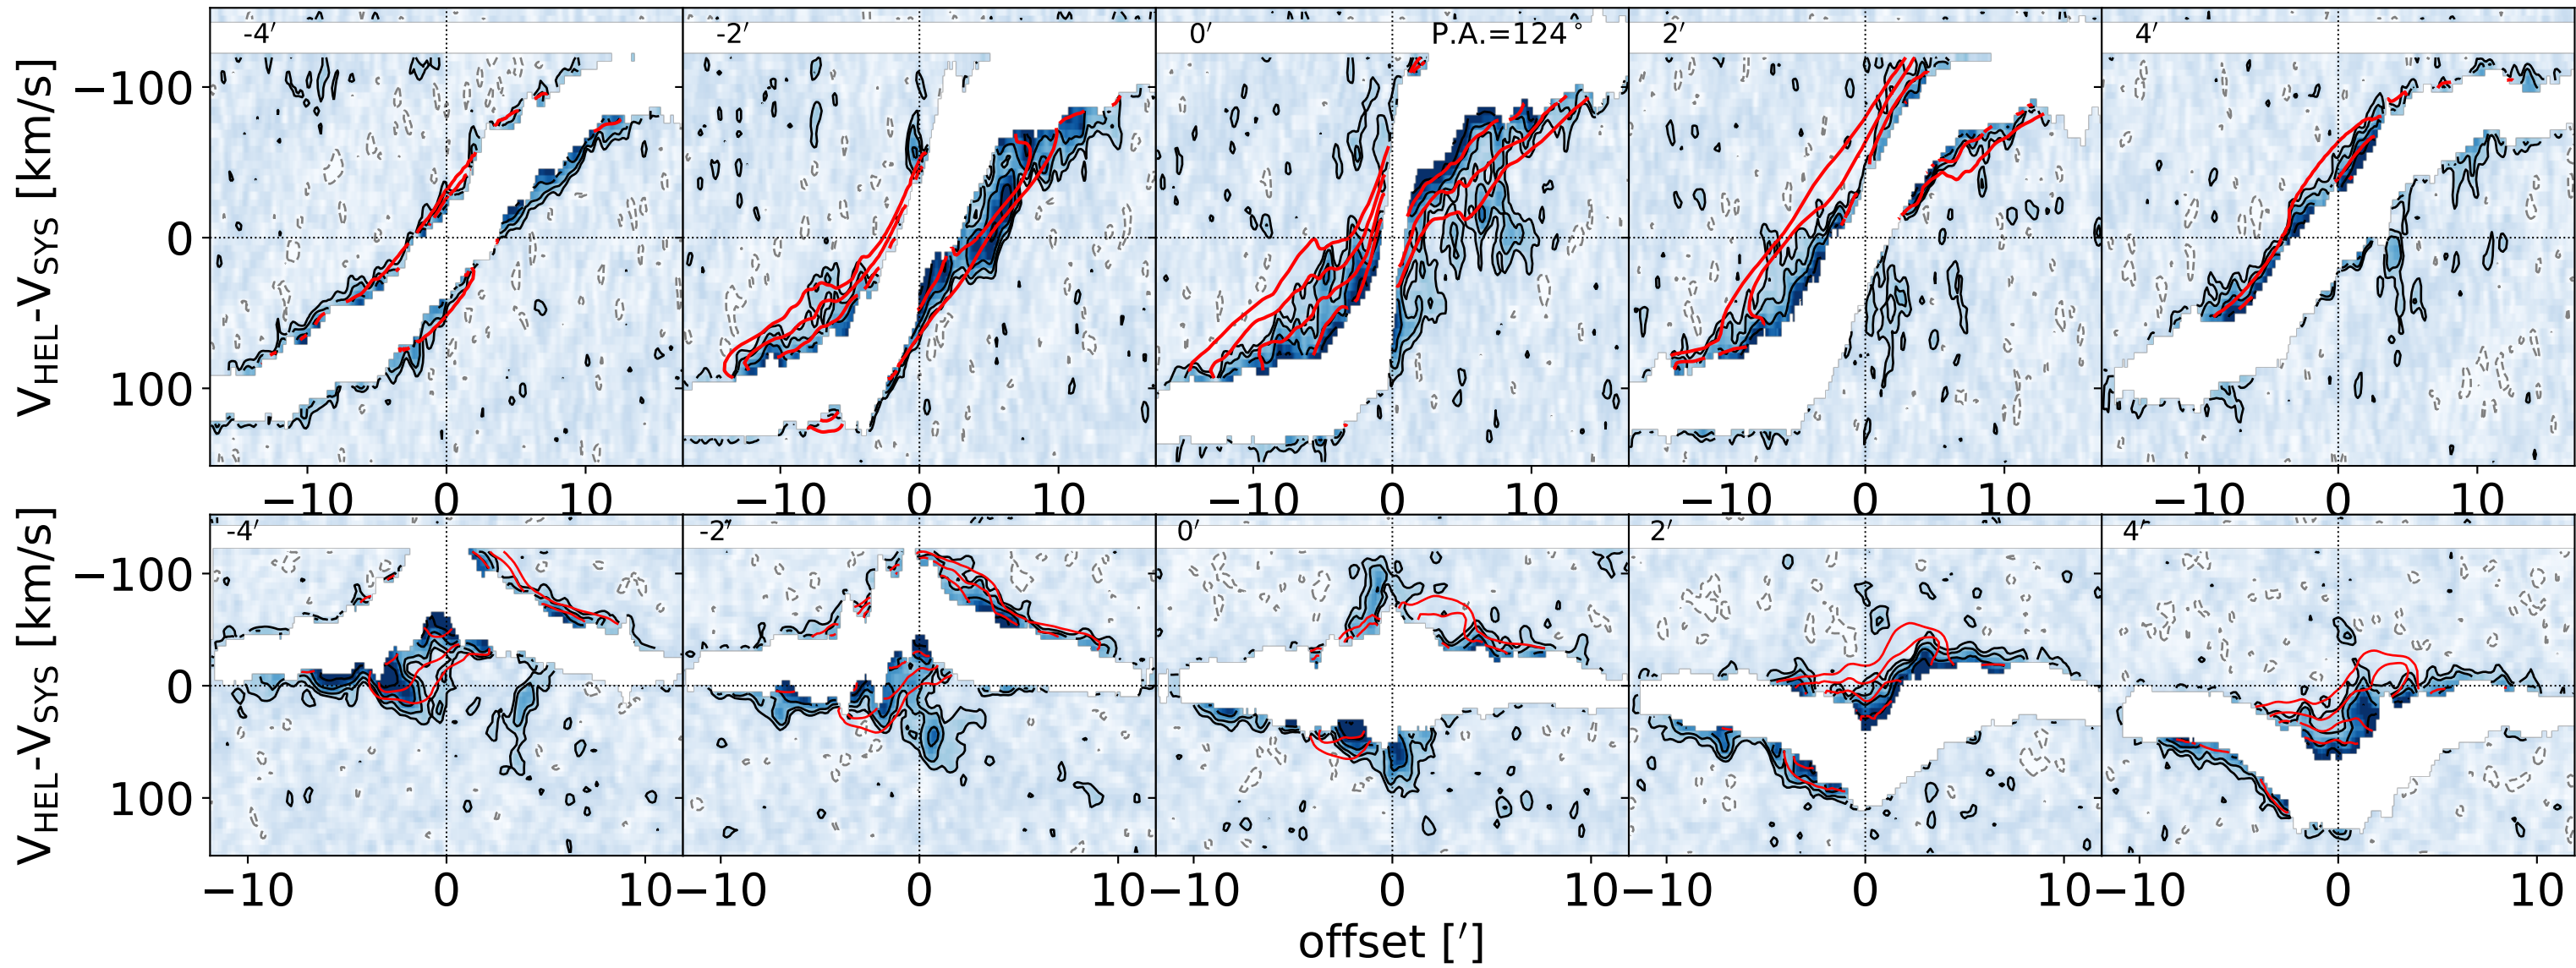 -4′ -2′ 0′ P.A.=124° 2′ 4′
V_HEL-V_SYS [km/s]
−100
0
100
−10 0 10 −10 0 10 −10 0 10 −10 0 10 −10 0 10
-4′ -2′ 0′ 2′ 4′
V_HEL-V_SYS [km/s]
−100
0
100
−10 0 10 −10 0 10 −10 0 10 −10 0 10 −10 0 10
offset [′]